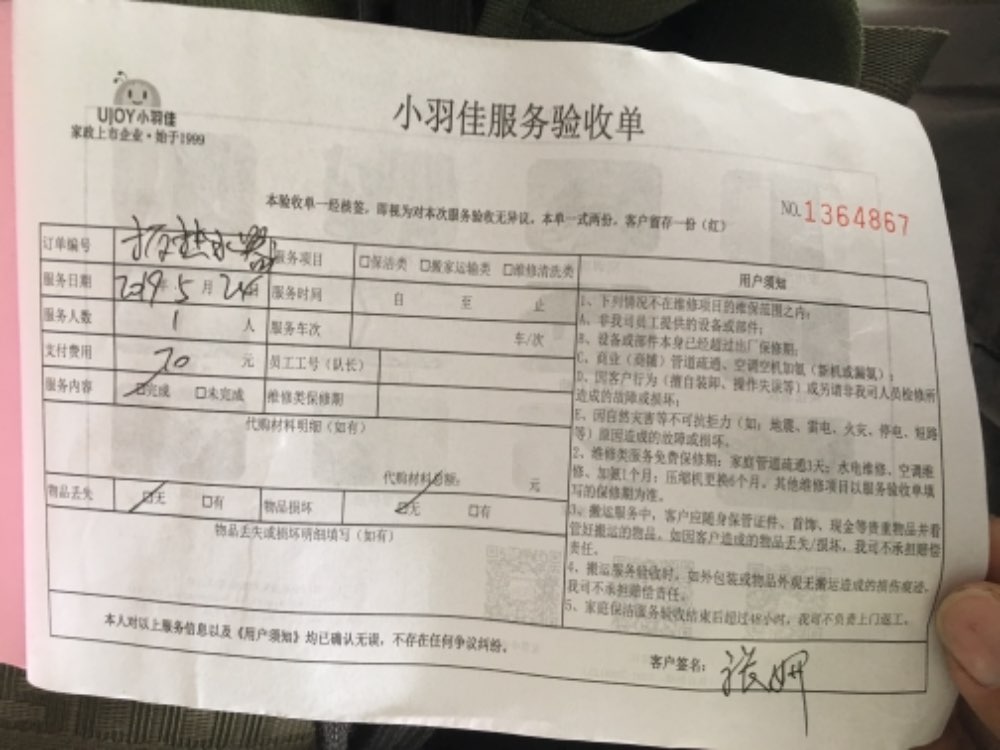 UJOY小羽佳
家政上市企业·始于1999
小羽佳服务验收单
本验收单一经核签，即视为对本次服务验收无异议，本单一式两份，客户留存一份（红）
NO.1364867
订单编号 拆热水器 服务项目 □保洁类 □搬家运输类 □维修清洗类
服务日期 2019年5月24日 服务时间 自 至 止
服务人数 1 人 服务车次 车/次
支付费用 70 元 员工工号（队长）
服务内容 □完成 □未完成 维修类保修期
代购材料明细（如有）
代购材料总额： 元
物品丢失 □无 □有 物品损坏 □无 □有
物品丢失或损坏明细填写（如有）
用户须知
1、下列情况不在维修项目的维保范围之内：
A、非我司员工提供的设备或部件；
B、设备或部件本身已经超过出厂保修期；
C、商业（商铺）管道疏通、空调空机加氨（新机或漏氟）；
D、因客户行为（擅自装卸、操作失误等）或另请非我司人员检修所
造成的故障或损坏；
E、因自然灾害等不可抗拒力（如：地震、雷电、火灾、停电、短路
等）原因造成的故障或损坏。
2、维修类服务免费保修期：家庭管道疏通3天；水电维修、空调维
修、加氨1个月；压缩机更换6个月。其他维修项目以服务验收单填
写的保修期为准。
3、搬运服务中，客户应随身保管证件、首饰、现金等贵重物品并看
管好搬运的物品，如因客户造成的物品丢失/损坏，我司不承担赔偿
责任。
4、搬运服务验收时，如外包装或物品外观无搬运造成的损伤痕迹，
我司不承担赔偿责任。
5、家庭保洁服务验收结束后超过48小时，我司不负责上门返工。
本人对以上服务信息以及《用户须知》均已确认无误，不存在任何争议纠纷。
客户签名：张姗